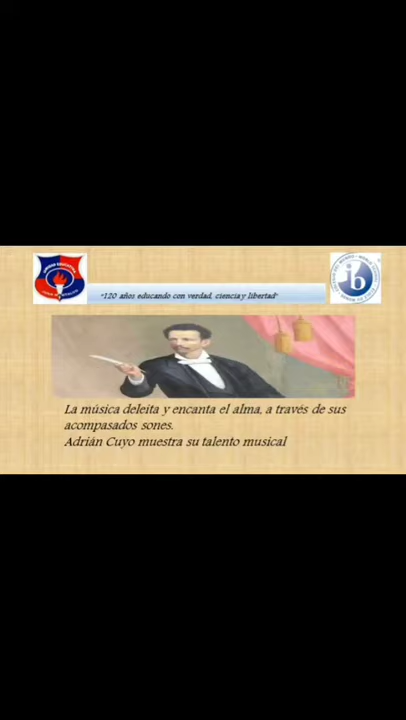 "120 años educando con verdad, ciencia y libertad"
ib
La música deleita y encanta el alma, a través de sus
acompasados sones.
Adrián Cuyo muestra su talento musical